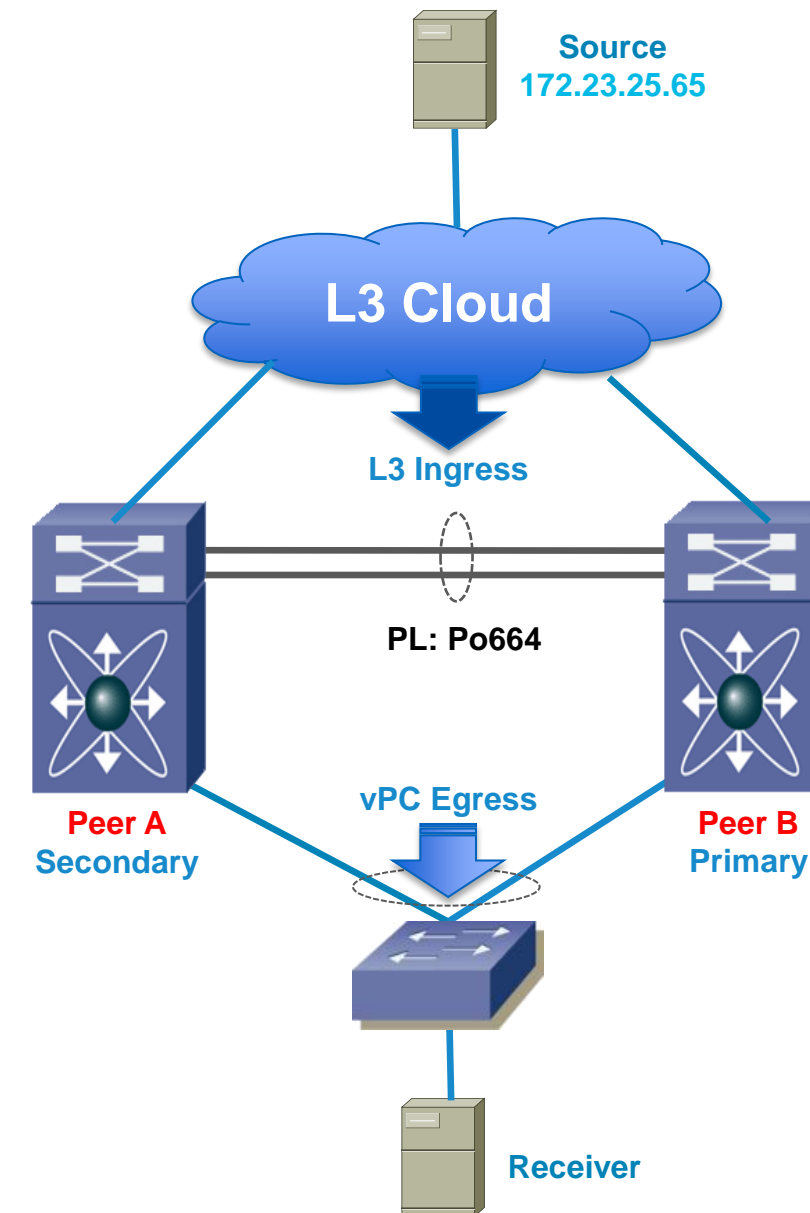 Source
172.23.25.65
L3 Cloud
L3 Ingress
PL: Po664
vPC Egress
Peer A
Secondary
Peer B
Primary
Receiver